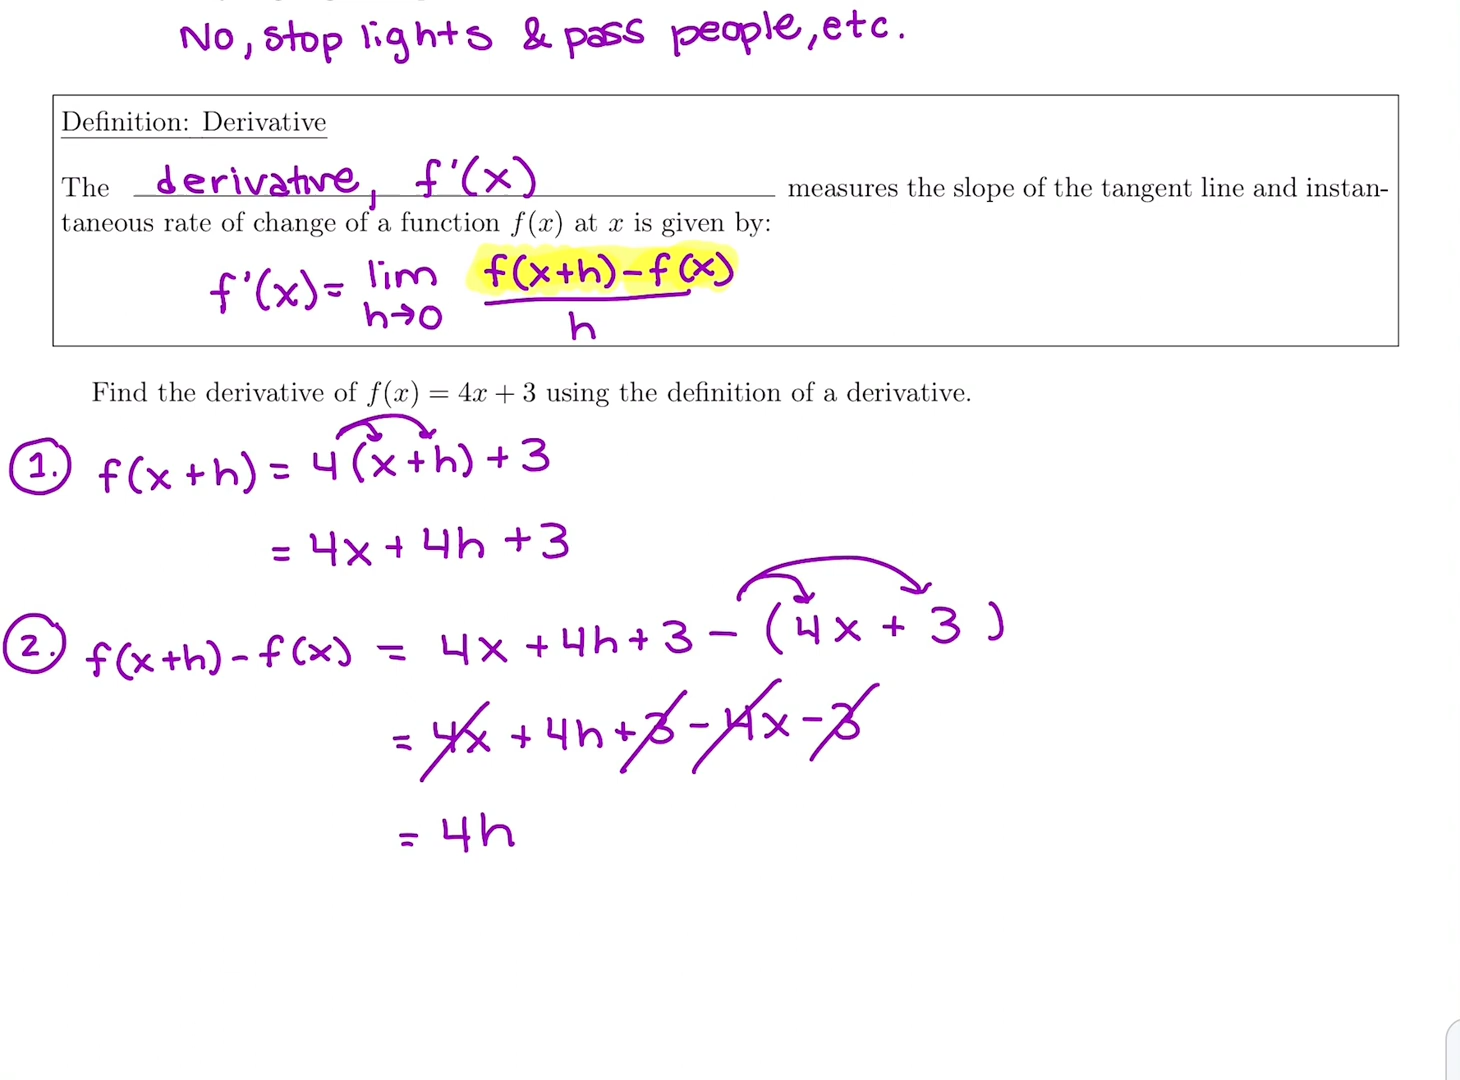 No, stop lights & pass people, etc.
Definition: Derivative
The derivative, f'(x) measures the slope of the tangent line and instan-
taneous rate of change of a function f(x) at x is given by:
f'(x) = lim h→0 f(x+h)-f(x) / h
Find the derivative of f(x) = 4x + 3 using the definition of a derivative.
1. f(x+h) = 4(x+h)+3
= 4x + 4h + 3
2. f(x+h)-f(x) = 4x + 4h + 3 - (4x + 3)
= 4x + 4h + 3 - 4x - 3
= 4h